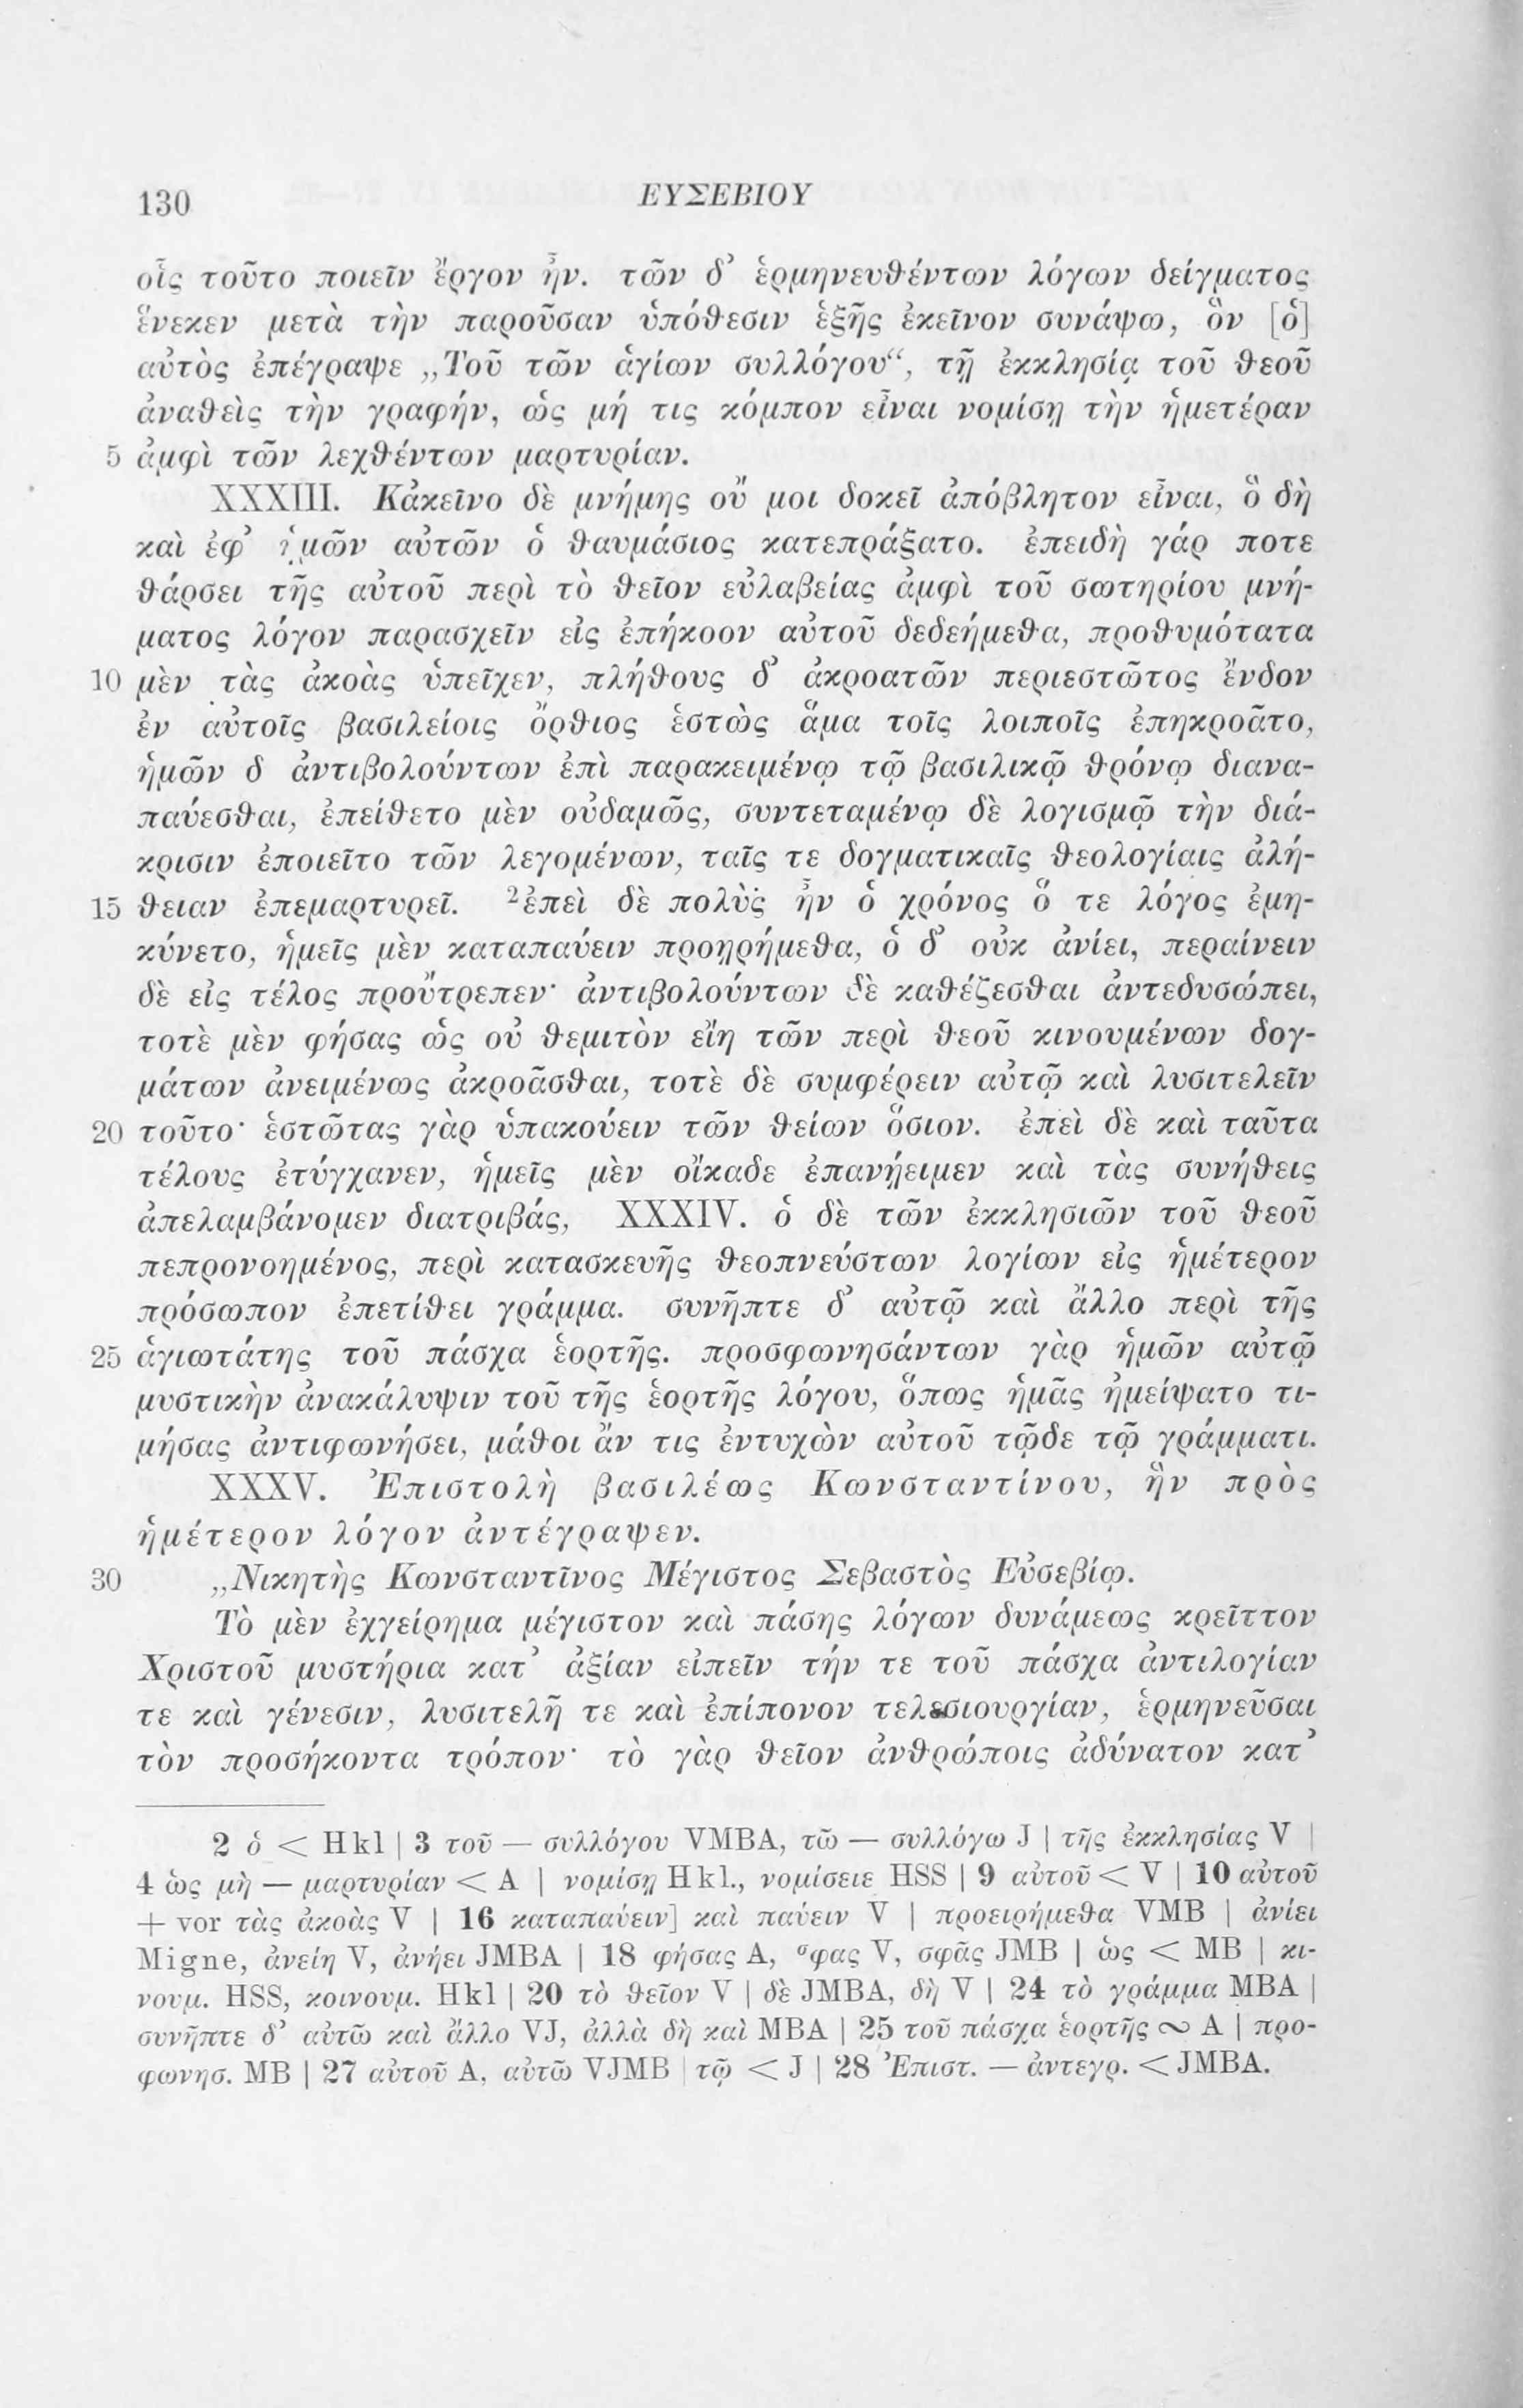 130
ΕΥΣΕΒΙΟΥ
οἷς τοῦτο ποιεῖν ἔργον ἦν. τῶν δ’ ἑρμηνευθέντων λόγων δείγματος
ἕνεκεν μετὰ τὴν παροῦσαν ὑπόθεσιν ἑξῆς ἐκεῖνον συνάψω, ὃν [ὁ]
αὐτὸς ἐπέγραψε „Τοῦ τῶν ἁγίων συλλόγου“, τῇ ἐκκλησίᾳ τοῦ θεοῦ
ἀναθεὶς τὴν γραφήν, ὡς μή τις κόμπον εἶναι νομίσῃ τὴν ἡμετέραν
5 ἀμφὶ τῶν λεχθέντων μαρτυρίαν.
XXXIII. Κἀκεῖνο δὲ μνήμης οὔ μοι δοκεῖ ἀπόβλητον εἶναι, ὃ δὴ
καὶ ἐφ’ ἡμῶν αὐτῶν ὁ θαυμάσιος κατεπράξατο. ἐπειδὴ γάρ ποτε
θάρσει τῆς αὐτοῦ περὶ τὸ θεῖον εὐλαβείας ἀμφὶ τοῦ σωτηρίου μνή-
ματος λόγον παρασχεῖν εἰς ἐπήκοον αὐτοῦ δεδεήμεθα, προθυμότατα
10 μὲν τὰς ἀκοὰς ὑπεῖχεν, πλήθους δ’ ἀκροατῶν περιεστῶτος ἔνδον
ἐν αὐτοῖς βασιλείοις ὄρθιος ἑστὼς ἅμα τοῖς λοιποῖς ἐπηκροᾶτο,
ἡμῶν δ ἀντιβολούντων ἐπὶ παρακειμένῳ τῷ βασιλικῷ θρόνῳ διανα-
παύεσθαι, ἐπείθετο μὲν οὐδαμῶς, συντεταμένῳ δὲ λογισμῷ τὴν διά-
κρισιν ἐποιεῖτο τῶν λεγομένων, ταῖς τε δογματικαῖς θεολογίαις ἀλή-
15 θειαν ἐπεμαρτυρεῖ. ²ἐπεὶ δὲ πολὺς ἦν ὁ χρόνος ὅ τε λόγος ἐμη-
κύνετο, ἡμεῖς μὲν καταπαύειν προῃρήμεθα, ὁ δ’ οὐκ ἀνίει, περαίνειν
δὲ εἰς τέλος προὔτρεπεν· ἀντιβολούντων δὲ καθέζεσθαι ἀντεδυσώπει,
τοτὲ μὲν φήσας ὡς οὐ θεμιτὸν εἴη τῶν περὶ θεοῦ κινουμένων δογ-
μάτων ἀνειμένως ἀκροᾶσθαι, τοτὲ δὲ συμφέρειν αὐτῷ καὶ λυσιτελεῖν
20 τοῦτο· ἑστῶτας γὰρ ὑπακούειν τῶν θείων ὅσιον. ἐπεὶ δὲ καὶ ταῦτα
τέλους ἐτύγχανεν, ἡμεῖς μὲν οἴκαδε ἐπανῄειμεν καὶ τὰς συνήθεις
ἀπελαμβάνομεν διατριβάς, XXXIV. ὁ δὲ τῶν ἐκκλησιῶν τοῦ θεοῦ
πεπρονοημένος, περὶ κατασκευῆς θεοπνεύστων λογίων εἰς ἡμέτερον
πρόσωπον ἐπετίθει γράμμα. συνῆπτε δ’ αὐτῷ καὶ ἄλλο περὶ τῆς
25 ἁγιωτάτης τοῦ πάσχα ἑορτῆς. προσφωνησάντων γὰρ ἡμῶν αὐτῷ
μυστικὴν ἀνακάλυψιν τοῦ τῆς ἑορτῆς λόγου, ὅπως ἡμᾶς ἠμείψατο τι-
μήσας ἀντιφωνήσει, μάθοι ἄν τις ἐντυχὼν αὐτοῦ τῷδε τῷ γράμματι.
XXXV. Ἐπιστολὴ βασιλέως Κωνσταντίνου, ἣν πρὸς
ἡμέτερον λόγον ἀντέγραψεν.
30 „Νικητὴς Κωνσταντῖνος Μέγιστος Σεβαστὸς Εὐσεβίῳ.
Τὸ μὲν ἐχγείρημα μέγιστον καὶ πάσης λόγων δυνάμεως κρεῖττον
Χριστοῦ μυστήρια κατ’ ἀξίαν εἰπεῖν τήν τε τοῦ πάσχα ἀντιλογίαν
τε καὶ γένεσιν, λυσιτελῆ τε καὶ ἐπίπονον τελεσιουργίαν, ἑρμηνεῦσαι
τὸν προσήκοντα τρόπον· τὸ γὰρ θεῖον ἀνθρώποις ἀδύνατον κατ’
2 ὁ < Hkl | 3 τοῦ — συλλόγου VMBA, τῶ — συλλόγω J | τῆς ἐκκλησίας V |
4 ὡς μὴ — μαρτυρίαν < A | νομίσῃ Hkl., νομίσειε HSS | 9 αὐτοῦ < V | 10 αὐτοῦ
+ vor τὰς ἀκοὰς V | 16 καταπαύειν] καὶ παύειν V | προειρήμεθα VMB | ἀνίει
Migne, ἀνείη V, ἀνήει JMBA | 18 φήσας A, σφας V, σφᾶς JMB | ὡς < MB | κι-
νουμ. HSS, κοινουμ. Hkl | 20 τὸ θεῖον V | δὲ JMBA, δὴ V | 24 τὸ γράμμα MBA |
συνῆπτε δ’ αὐτῶ καὶ ἄλλο VJ, ἀλλὰ δὴ καὶ MBA | 25 τοῦ πάσχα ἑορτῆς ∾ A | προ-
φωνησ. MB | 27 αὐτοῦ A, αὐτῶ VJMB | τῷ < J | 28 Ἐπιστ. — ἀντεγρ. < JMBA.